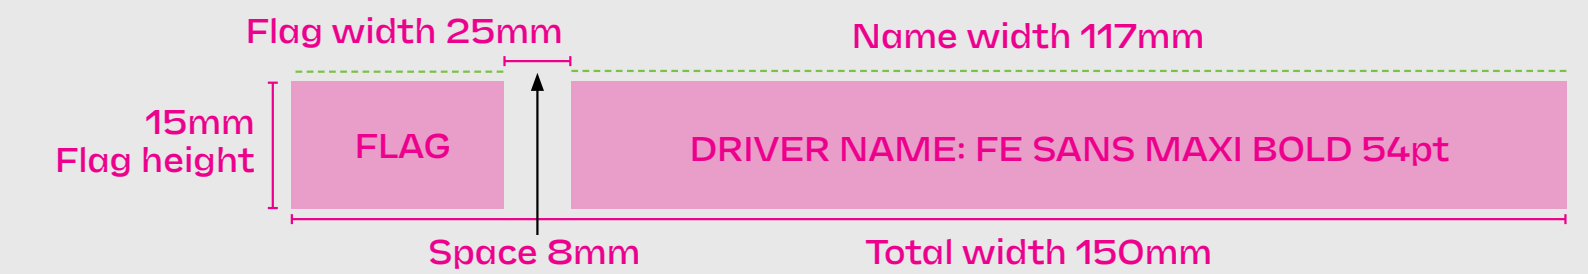 Flag width 25mm
Name width 117mm
15mm
Flag height
FLAG
DRIVER NAME: FE SANS MAXI BOLD 54pt
Space 8mm
Total width 150mm